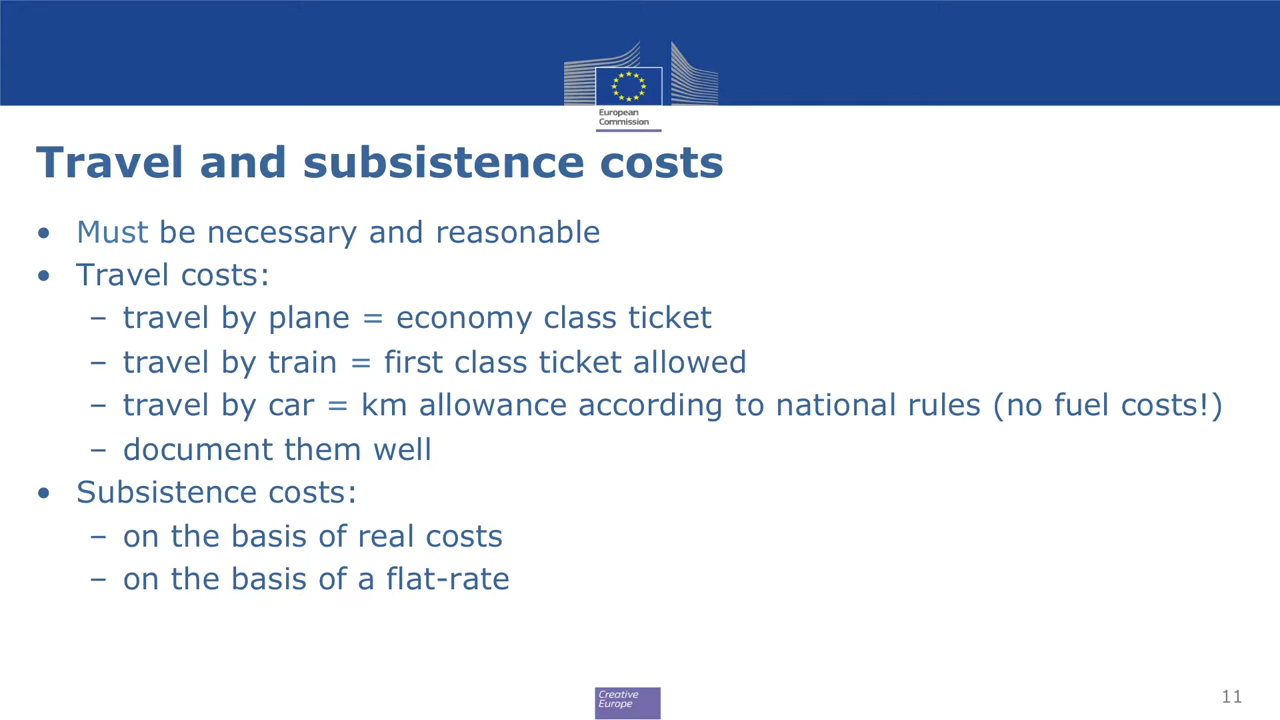 European
Commission
Travel and subsistence costs
• Must be necessary and reasonable
• Travel costs:
– travel by plane = economy class ticket
– travel by train = first class ticket allowed
– travel by car = km allowance according to national rules (no fuel costs!)
– document them well
• Subsistence costs:
– on the basis of real costs
– on the basis of a flat-rate
Creative
Europe
11